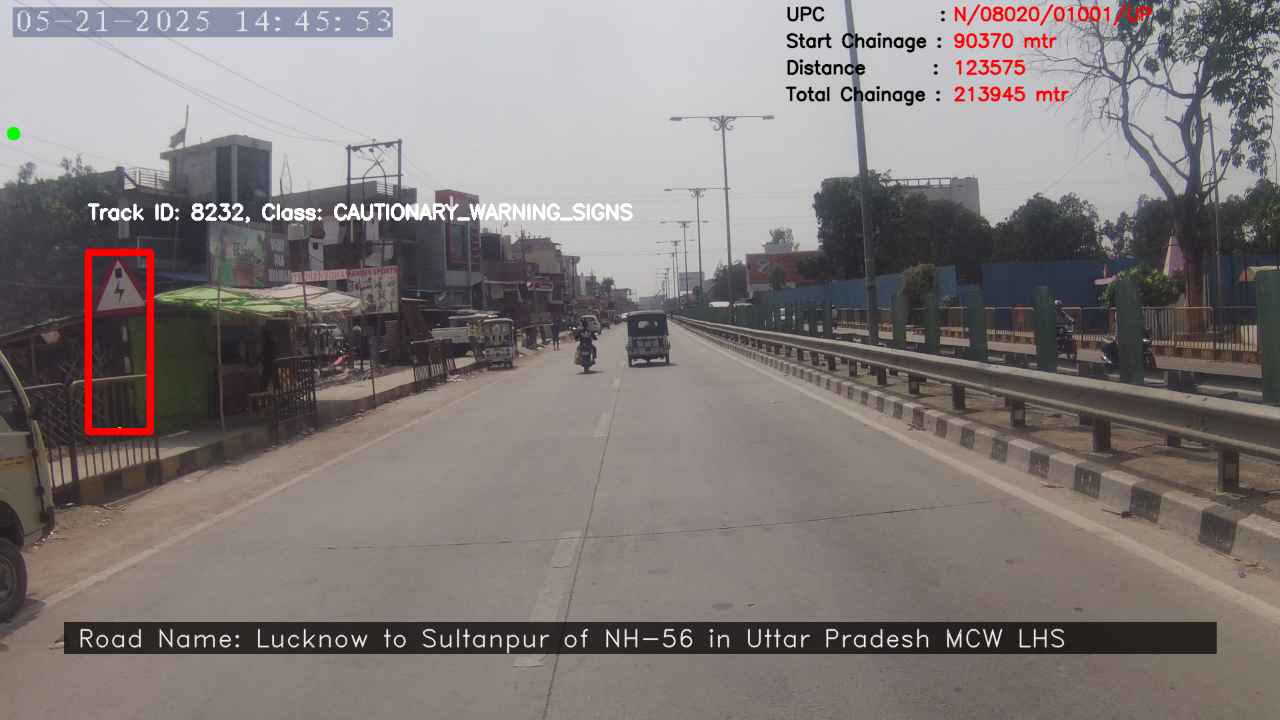 05-21-2025 14:45:53
UPC : N/08020/01001/UP
Start Chainage : 90370 mtr
Distance : 123575
Total Chainage : 213945 mtr
Track ID: 8232, Class: CAUTIONARY_WARNING_SIGNS
Road Name: Lucknow to Sultanpur of NH-56 in Uttar Pradesh MCW LHS